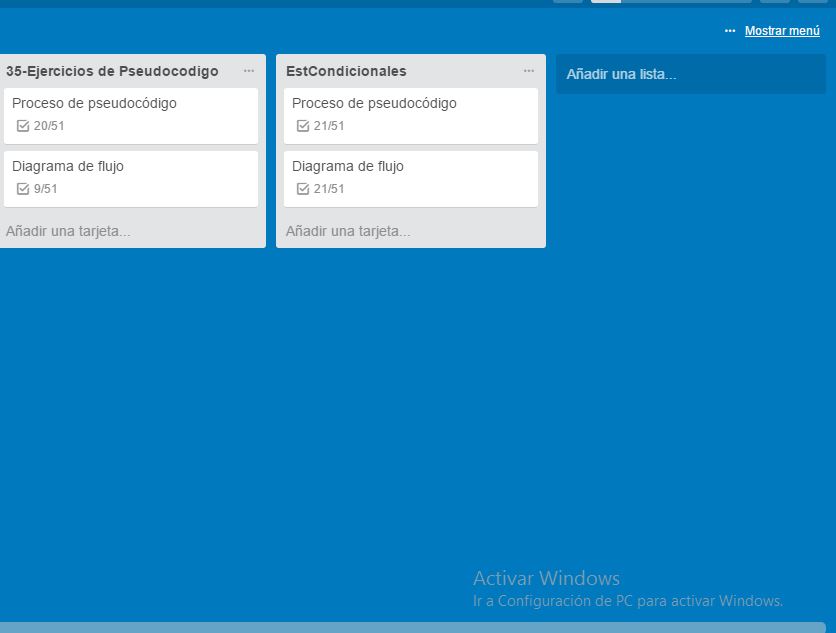 Mostrar menú
35-Ejercicios de Pseudocodigo
Proceso de pseudocódigo
20/51
Diagrama de flujo
9/51
Añadir una tarjeta...
EstCondicionales
Proceso de pseudocódigo
21/51
Diagrama de flujo
21/51
Añadir una tarjeta...
Añadir una lista...
Activar Windows
Ir a Configuración de PC para activar Windows.